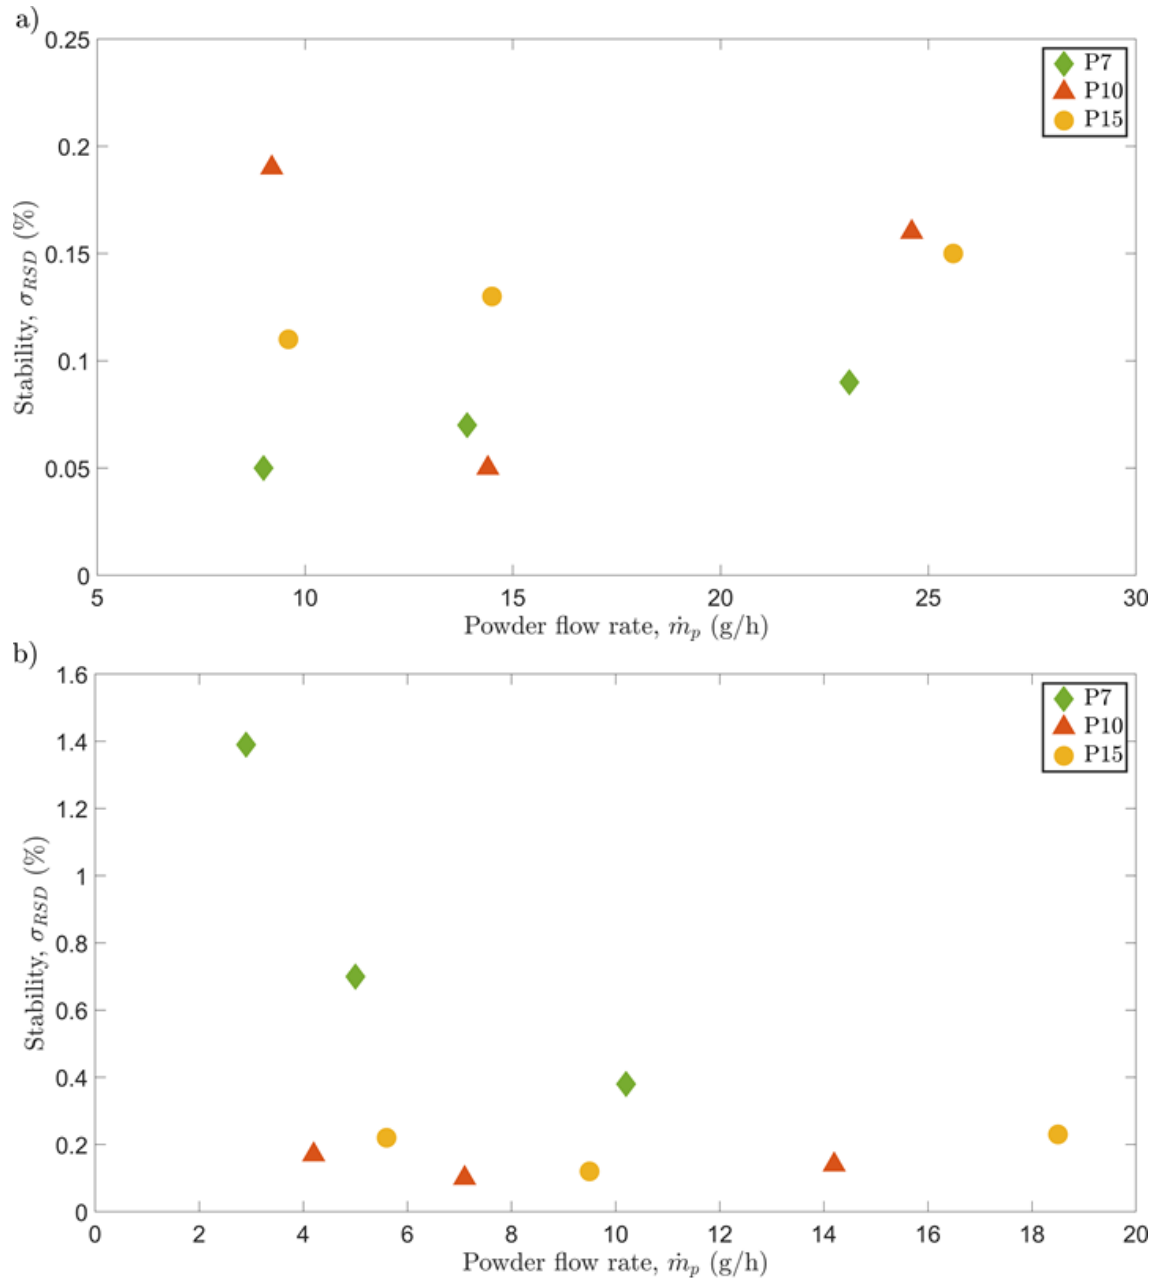 a)
0.25
0.2
0.15
0.1
0.05
0
Stability, σRSD (%)
P7
P10
P15
5 10 15 20 25 30
Powder flow rate, ṁp (g/h)
b)
1.6
1.4
1.2
1
0.8
0.6
0.4
0.2
0
Stability, σRSD (%)
P7
P10
P15
0 2 4 6 8 10 12 14 16 18 20
Powder flow rate, ṁp (g/h)